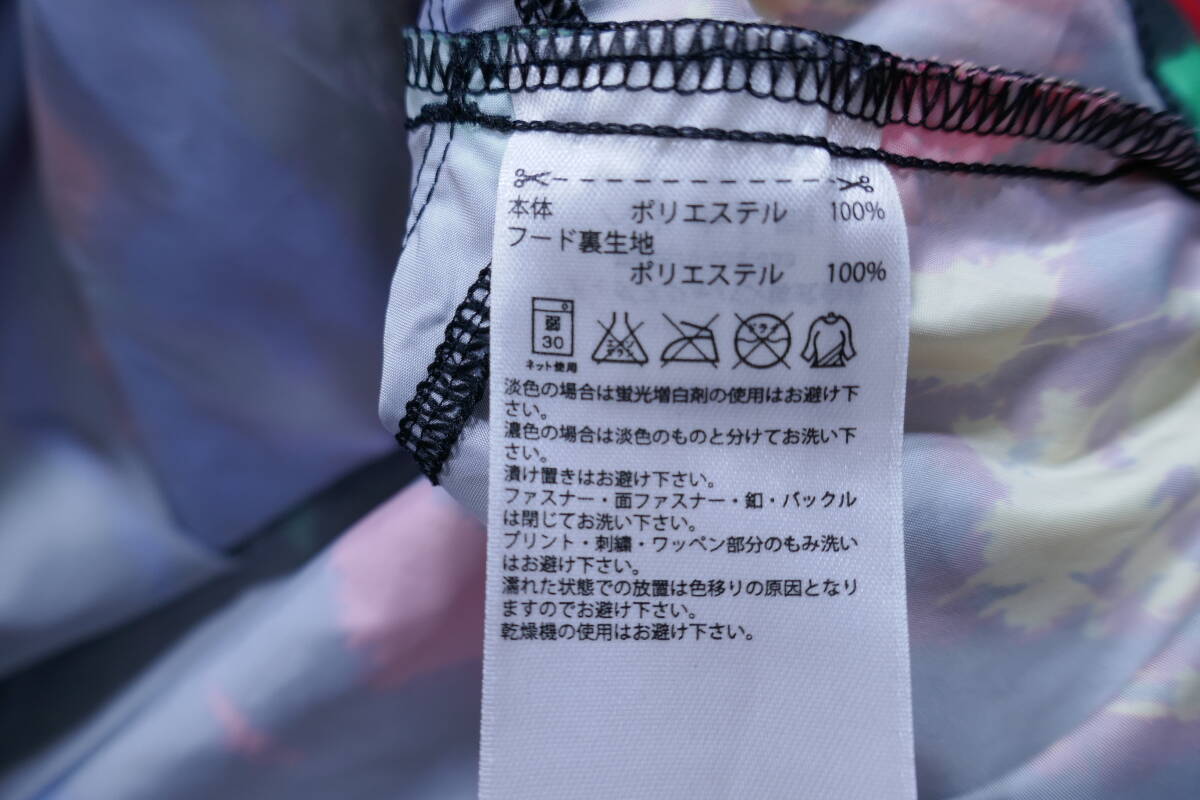 本体 ポリエステル 100%
フード裏生地
ポリエステル 100%
弱
30
ネット使用
エンソ
サラシ
ドライ
淡色の場合は蛍光増白剤の使用はお避け下
さい。
濃色の場合は淡色のものと分けてお洗い下
さい。
漬け置きはお避け下さい。
ファスナー・面ファスナー・釦・バックル
は閉じてお洗い下さい。
プリント・刺繍・ワッペン部分のもみ洗い
はお避け下さい。
濡れた状態での放置は色移りの原因となり
ますのでお避け下さい。
乾燥機の使用はお避け下さい。